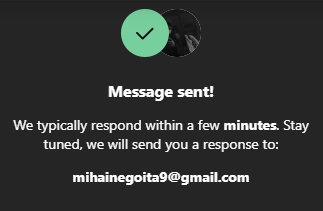 Message sent!
We typically respond within a few minutes. Stay
tuned, we will send you a response to:
mihainegoita9@gmail.com